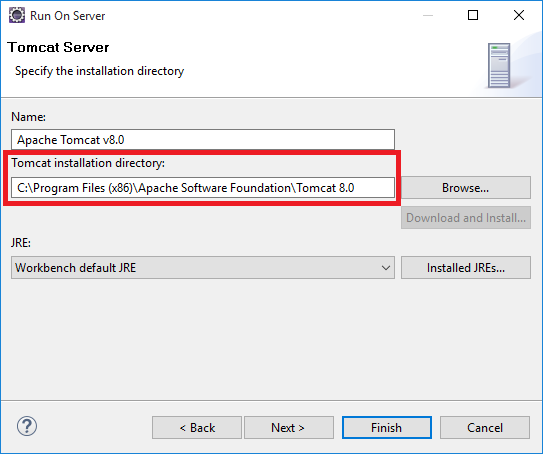 Run On Server
Tomcat Server
Specify the installation directory
Name:
Apache Tomcat v8.0
Tomcat installation directory:
C:\Program Files (x86)\Apache Software Foundation\Tomcat 8.0
Browse...
Download and Install...
JRE:
Workbench default JRE
Installed JREs...
?
< Back
Next >
Finish
Cancel